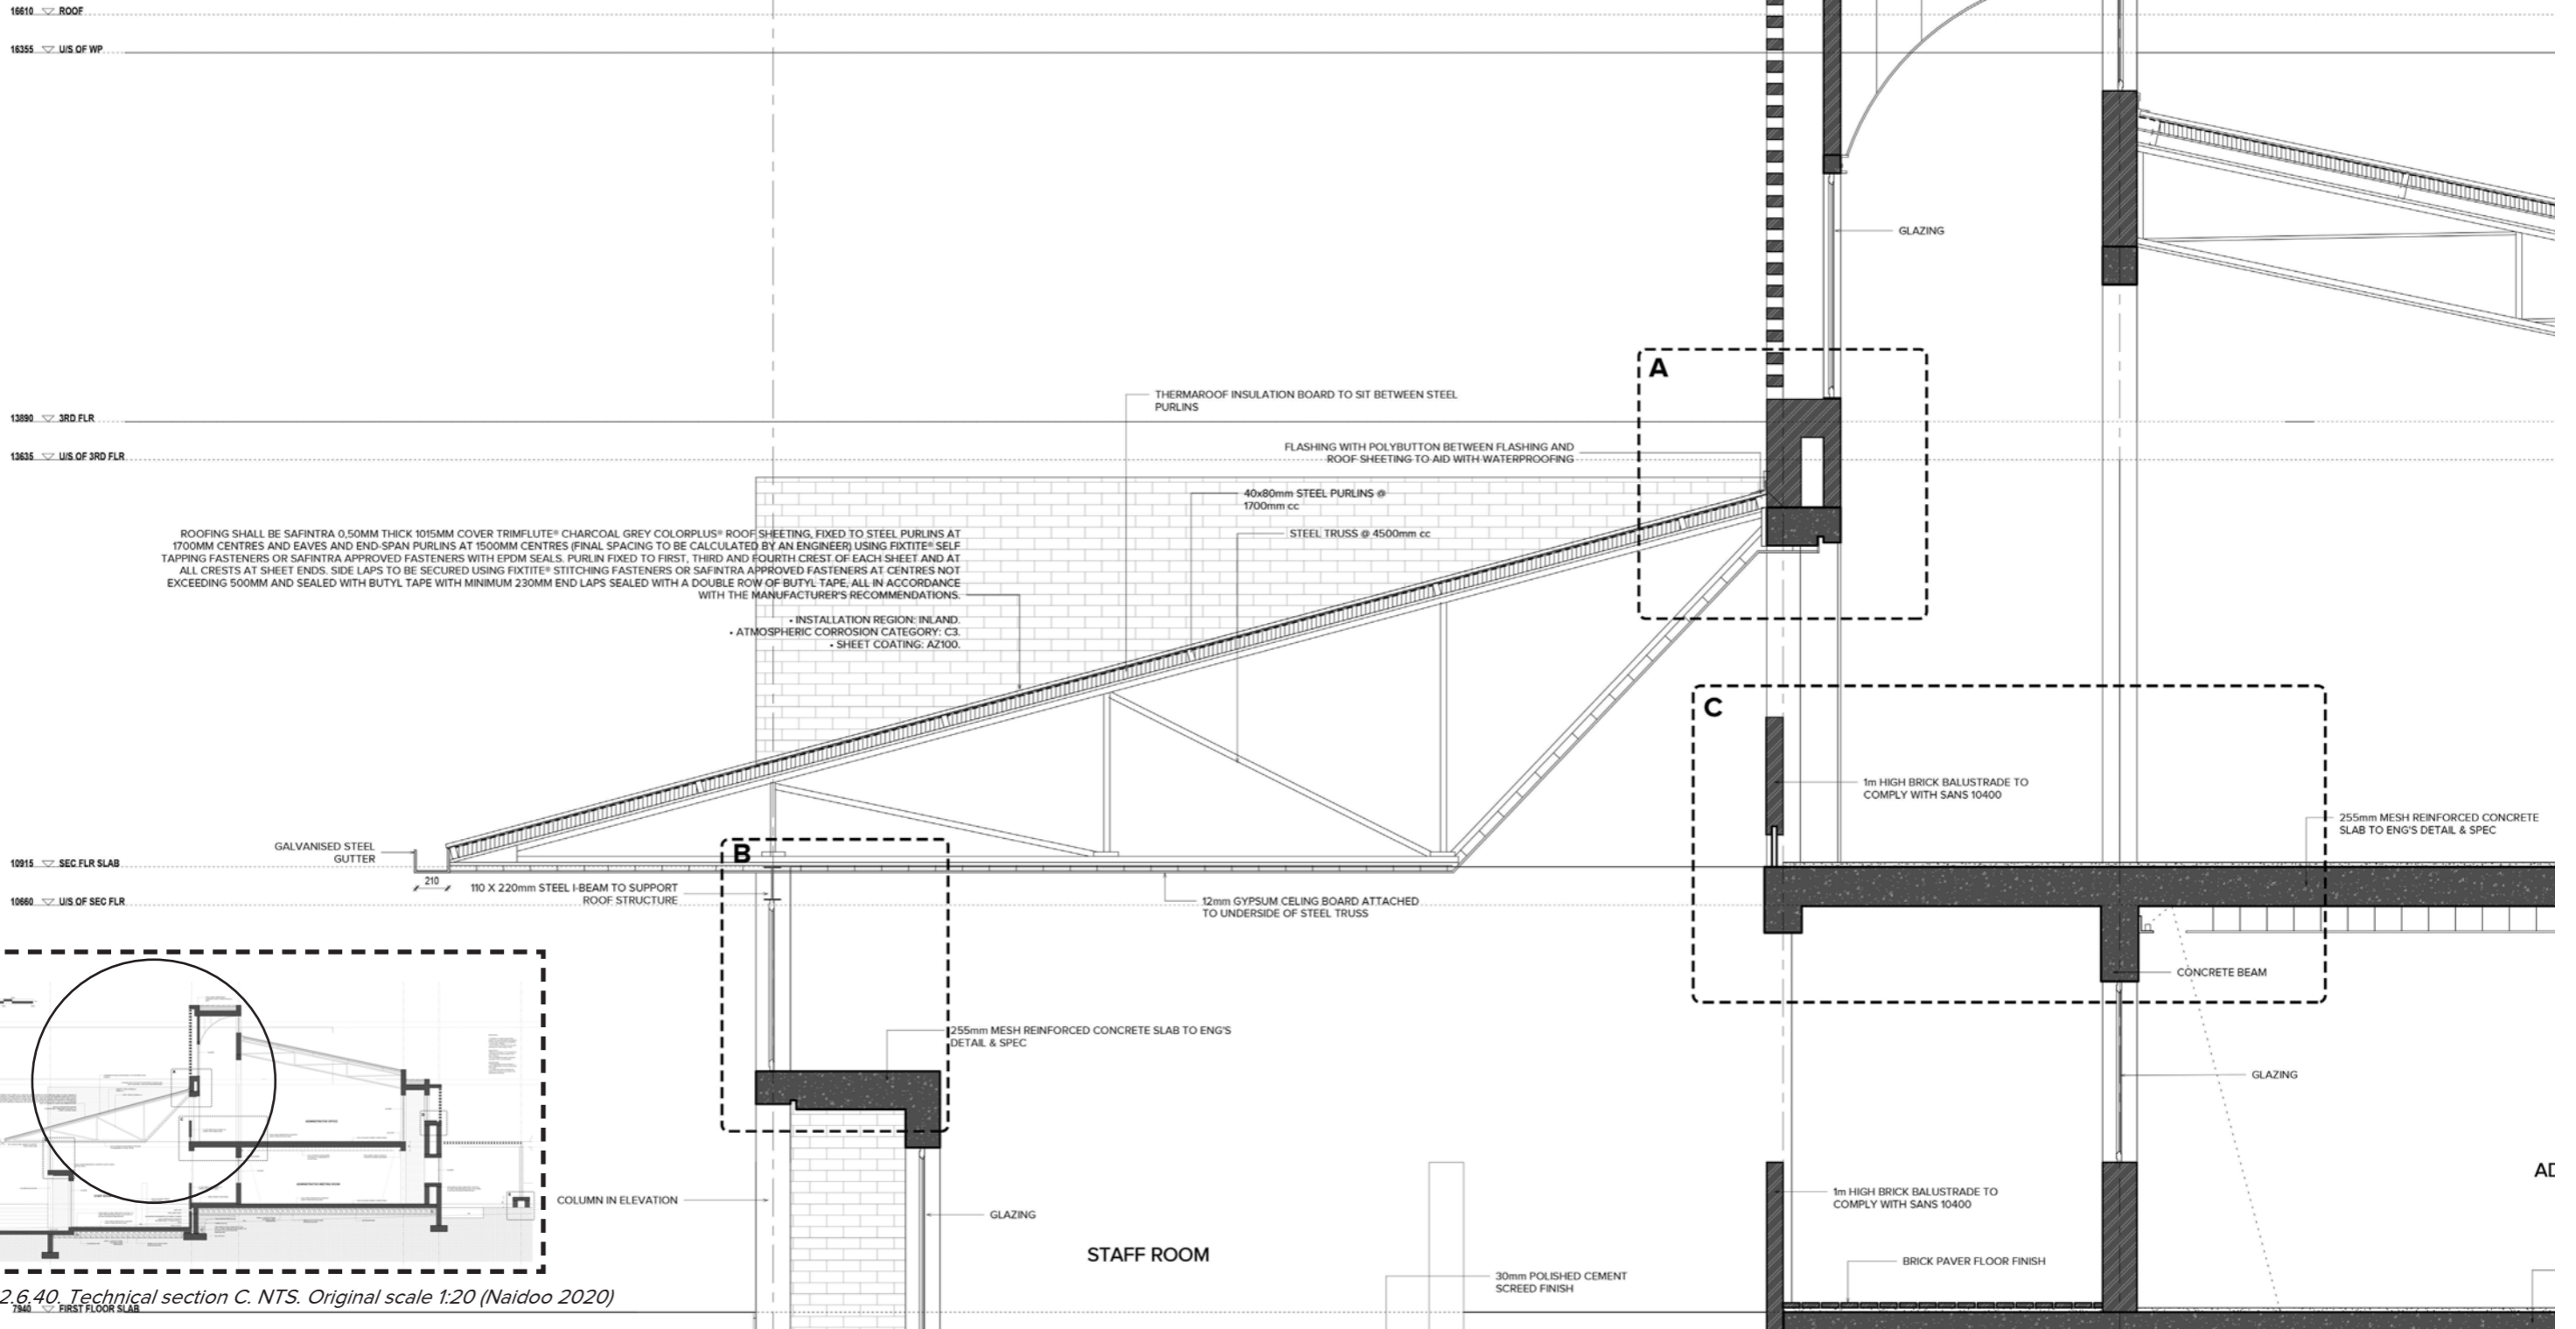 16610 ROOF
16355 U/S OF WP
GLAZING
A
THERMAROOF INSULATION BOARD TO SIT BETWEEN STEEL
PURLINS
13890 3RD FLR
FLASHING WITH POLYBUTTON BETWEEN FLASHING AND
ROOF SHEETING TO AID WITH WATERPROOFING
13635 U/S OF 3RD FLR
40x80mm STEEL PURLINS @
1700mm cc
STEEL TRUSS @ 4500mm cc
ROOFING SHALL BE SAFINTRA 0,50MM THICK 1015MM COVER TRIMFLUTE® CHARCOAL GREY COLORPLUS® ROOF SHEETING, FIXED TO STEEL PURLINS AT
1700MM CENTRES AND EAVES AND END-SPAN PURLINS AT 1500MM CENTRES (FINAL SPACING TO BE CALCULATED BY AN ENGINEER) USING FIXTITE® SELF
TAPPING FASTENERS OR SAFINTRA APPROVED FASTENERS WITH EPDM SEALS. PURLIN FIXED TO FIRST, THIRD AND FOURTH CREST OF EACH SHEET AND AT
ALL CRESTS AT SHEET ENDS. SIDE LAPS TO BE SECURED USING FIXTITE® STITCHING FASTENERS OR SAFINTRA APPROVED FASTENERS AT CENTRES NOT
EXCEEDING 500MM AND SEALED WITH BUTYL TAPE WITH MINIMUM 230MM END LAPS SEALED WITH A DOUBLE ROW OF BUTYL TAPE, ALL IN ACCORDANCE
WITH THE MANUFACTURER'S RECOMMENDATIONS.
• INSTALLATION REGION: INLAND.
• ATMOSPHERIC CORROSION CATEGORY: C3.
• SHEET COATING: AZ100.
C
1m HIGH BRICK BALUSTRADE TO
COMPLY WITH SANS 10400
255mm MESH REINFORCED CONCRETE
SLAB TO ENG'S DETAIL & SPEC
GALVANISED STEEL
GUTTER
B
10915 SEC FLR SLAB
210
110 X 220mm STEEL I-BEAM TO SUPPORT
ROOF STRUCTURE
10660 U/S OF SEC FLR
12mm GYPSUM CELING BOARD ATTACHED
TO UNDERSIDE OF STEEL TRUSS
CONCRETE BEAM
255mm MESH REINFORCED CONCRETE SLAB TO ENG'S
DETAIL & SPEC
GLAZING
COLUMN IN ELEVATION
GLAZING
1m HIGH BRICK BALUSTRADE TO
COMPLY WITH SANS 10400
STAFF ROOM
AD
BRICK PAVER FLOOR FINISH
30mm POLISHED CEMENT
SCREED FINISH
2.6.40. Technical section C. NTS. Original scale 1:20 (Naidoo 2020)
7940 FIRST FLOOR SLAB